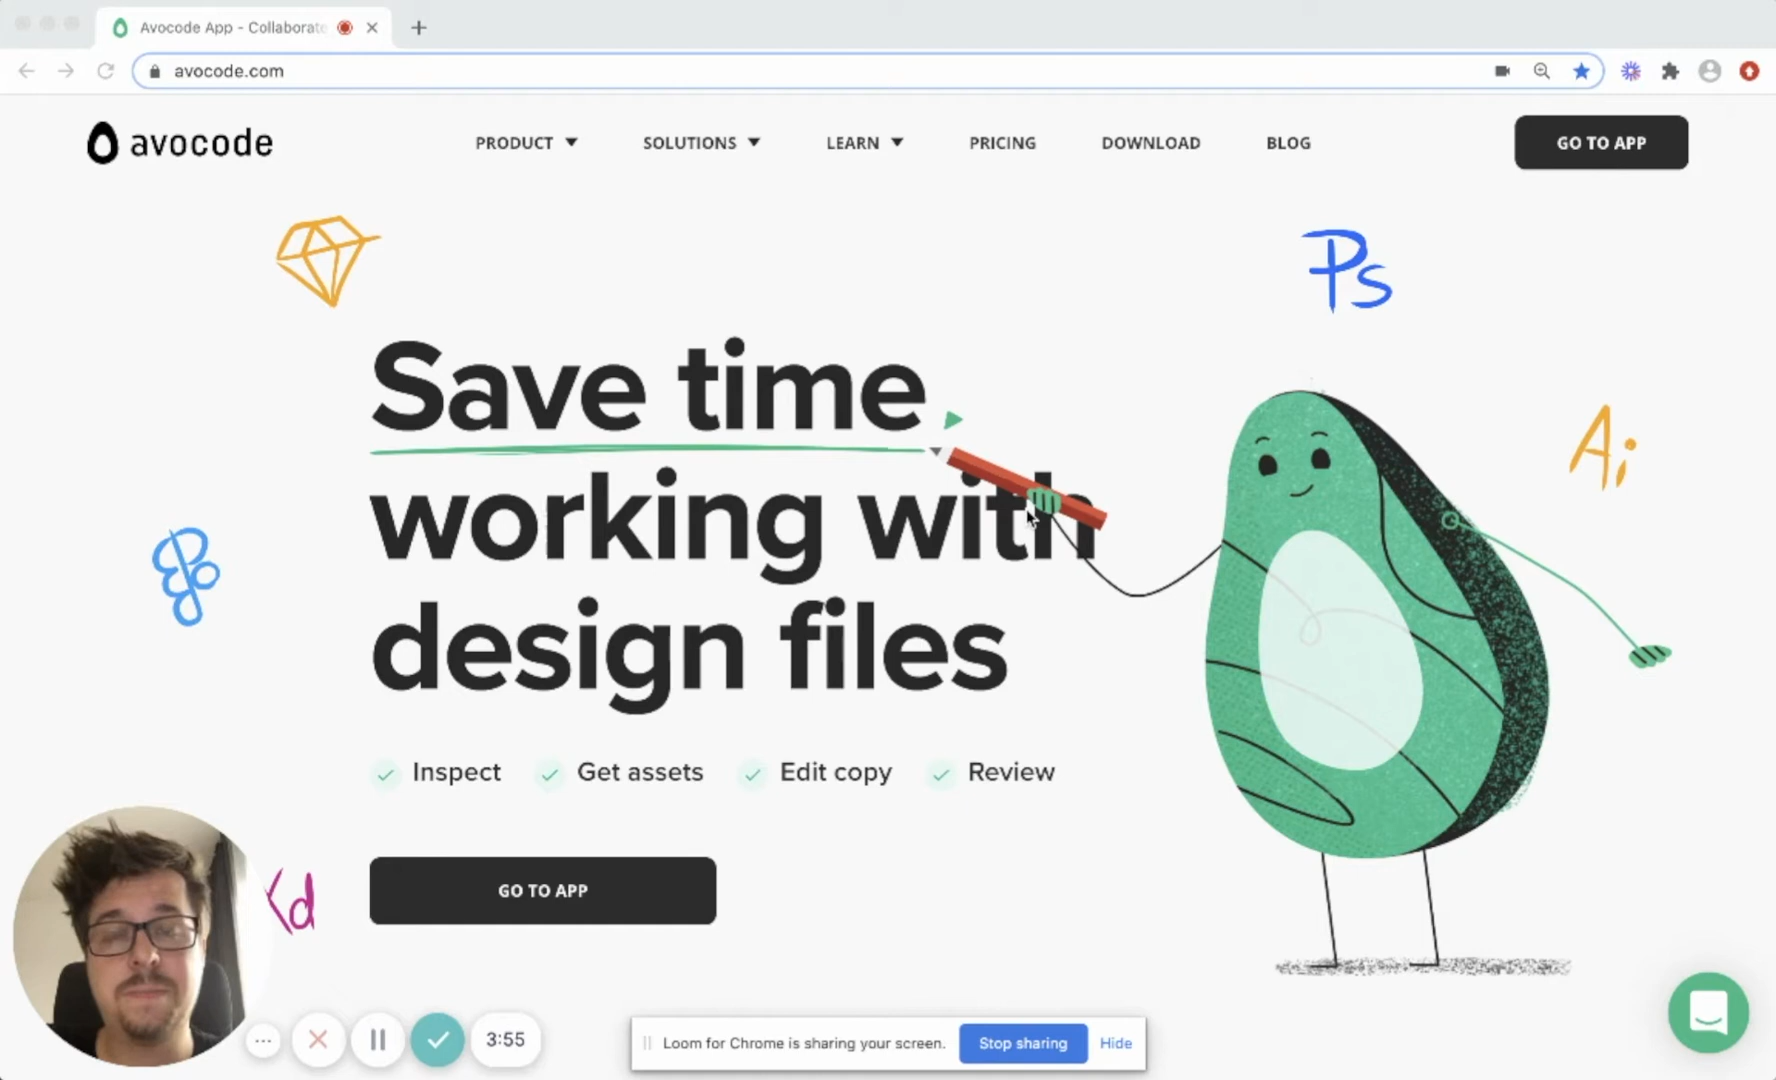 Avocode App - Collaborate
avocode.com
avocode
PRODUCT
SOLUTIONS
LEARN
PRICING
DOWNLOAD
BLOG
GO TO APP
Ps
Save time
working with
design files
Ai
Inspect
Get assets
Edit copy
Review
GO TO APP
Xd
3:55
Loom for Chrome is sharing your screen.
Stop sharing
Hide